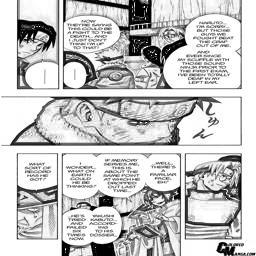 NARUTO...
I'M SORRY...
BUT THOSE
GUYS WE
FOUGHT BEAT
THE CRAP
OUT OF ME.
AND
EVER SINCE
MY SCUFFLE
WITH THOSE
SOUND
NINJA PRIOR
TO THE
FIRST EXAM,
I'VE BEEN
TOTALLY
DEAF IN MY
LEFT EAR.
NOW
THEY'RE SAYING
THIS COULD BE
A FIGHT TO
THE DEATH...
AND I JUST
DON'T THINK
I'M UP TO
THAT.
WELL,
THERE'S
A
FAMILIAR
FACE, EH?
IF
MEMORY
SERVES ME,
THIS IS
ABOUT THE
SAME POINT
AT WHICH HE
DROPPED
OUT LAST
TIME.
I
WONDER...
WHAT ON
EARTH
COULD
HE BE
THINKING?
WHAT
SORT OF
RECORD
HAS HE
GOT?
YAKUSHI
KABUTO...
ACCORD-
ING
TO HIS
DOSSIER,
HE'S
TRIED
AND
FAILED
SIX
TIMES
NOW.